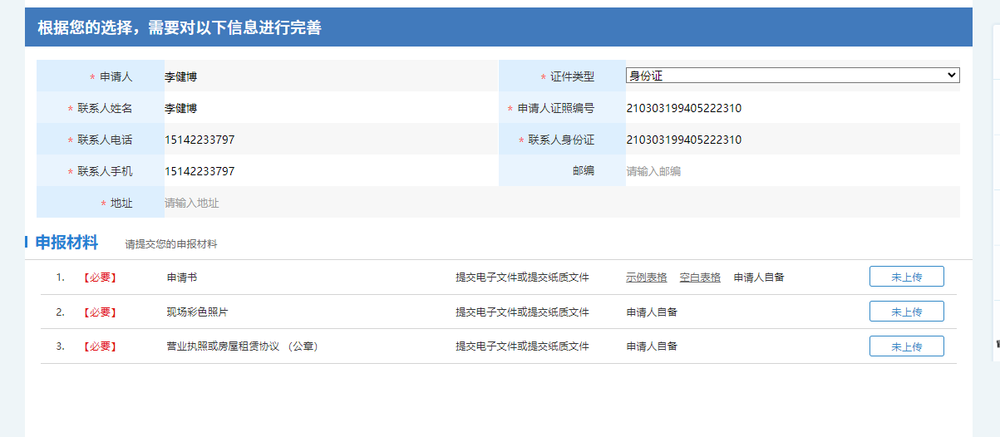 根据您的选择，需要对以下信息进行完善
* 申请人 李健博 * 证件类型 身份证
* 联系人姓名 李健博 * 申请人证照编号 210303199405222310
* 联系人电话 15142233797 * 联系人身份证 210303199405222310
* 联系人手机 15142233797 邮编 请输入邮编
* 地址 请输入地址
申报材料 请提交您的申报材料
1. 【必要】 申请书 提交电子文件或提交纸质文件 示例表格 空白表格 申请人自备 未上传
2. 【必要】 现场彩色照片 提交电子文件或提交纸质文件 申请人自备 未上传
3. 【必要】 营业执照或房屋租赁协议 （公章） 提交电子文件或提交纸质文件 申请人自备 未上传